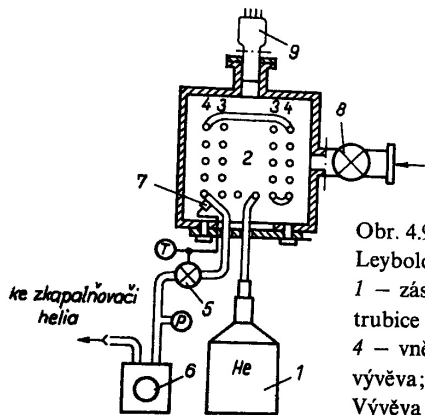 9
4 3 3 4
8
2
7
T
5
P
ke zkapalňovači
helia
6
He
1
Obr. 4.9
Leybold
1 – zás
trubice
4 – vně
vývěva;
Vývěva